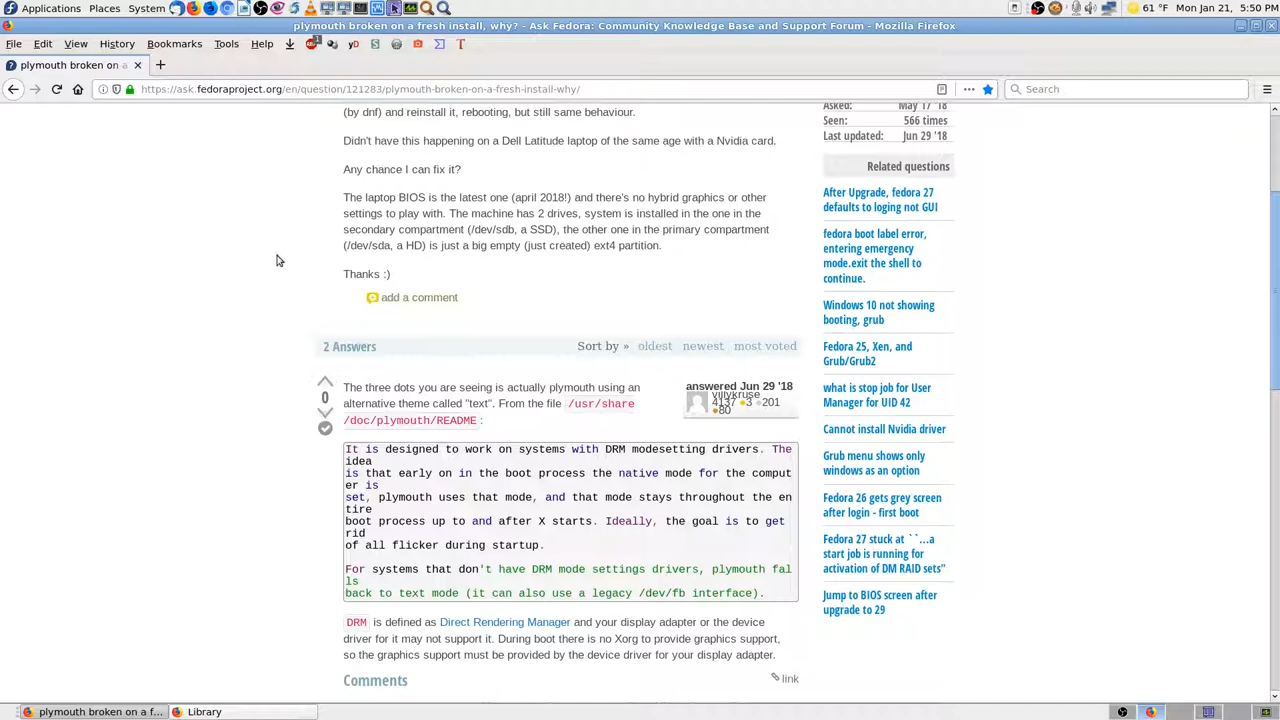 Applications Places System 61 °F Mon Jan 21, 5:50 PM
plymouth broken on a fresh install, why? - Ask Fedora: Community Knowledge Base and Support Forum - Mozilla Firefox
File Edit View History Bookmarks Tools Help
plymouth broken on a
https://ask.fedoraproject.org/en/question/121283/plymouth-broken-on-a-fresh-install-why/
Search
(by dnf) and reinstall it, rebooting, but still same behaviour.
Didn't have this happening on a Dell Latitude laptop of the same age with a Nvidia card.
Any chance I can fix it?
The laptop BIOS is the latest one (april 2018!) and there's no hybrid graphics or other
settings to play with. The machine has 2 drives, system is installed in the one in the
secondary compartment (/dev/sdb, a SSD), the other one in the primary compartment
(/dev/sda, a HD) is just a big empty (just created) ext4 partition.
Thanks :)
add a comment
2 Answers
Sort by » oldest newest most voted
0
The three dots you are seeing is actually plymouth using an
alternative theme called "text". From the file /usr/share
/doc/plymouth/README :
answered Jun 29 '18
villykruse
4137 3 201
80
It is designed to work on systems with DRM modesetting drivers. The
idea
is that early on in the boot process the native mode for the comput
er is
set, plymouth uses that mode, and that mode stays throughout the en
tire
boot process up to and after X starts. Ideally, the goal is to get
rid
of all flicker during startup.
For systems that don't have DRM mode settings drivers, plymouth fal
ls
back to text mode (it can also use a legacy /dev/fb interface).
DRM is defined as Direct Rendering Manager and your display adapter or the device
driver for it may not support it. During boot there is no Xorg to provide graphics support,
so the graphics support must be provided by the device driver for your display adapter.
Comments
link
Asked: May 17 '18
Seen: 566 times
Last updated: Jun 29 '18
Related questions
After Upgrade, fedora 27
defaults to loging not GUI
fedora boot label error,
entering emergency
mode.exit the shell to
continue.
Windows 10 not showing
booting, grub
Fedora 25, Xen, and
Grub/Grub2
what is stop job for User
Manager for UID 42
Cannot install Nvidia driver
Grub menu shows only
windows as an option
Fedora 26 gets grey screen
after login - first boot
Fedora 27 stuck at ``...a
start job is running for
activation of DM RAID sets"
Jump to BIOS screen after
upgrade to 29
plymouth broken on a f...
Library